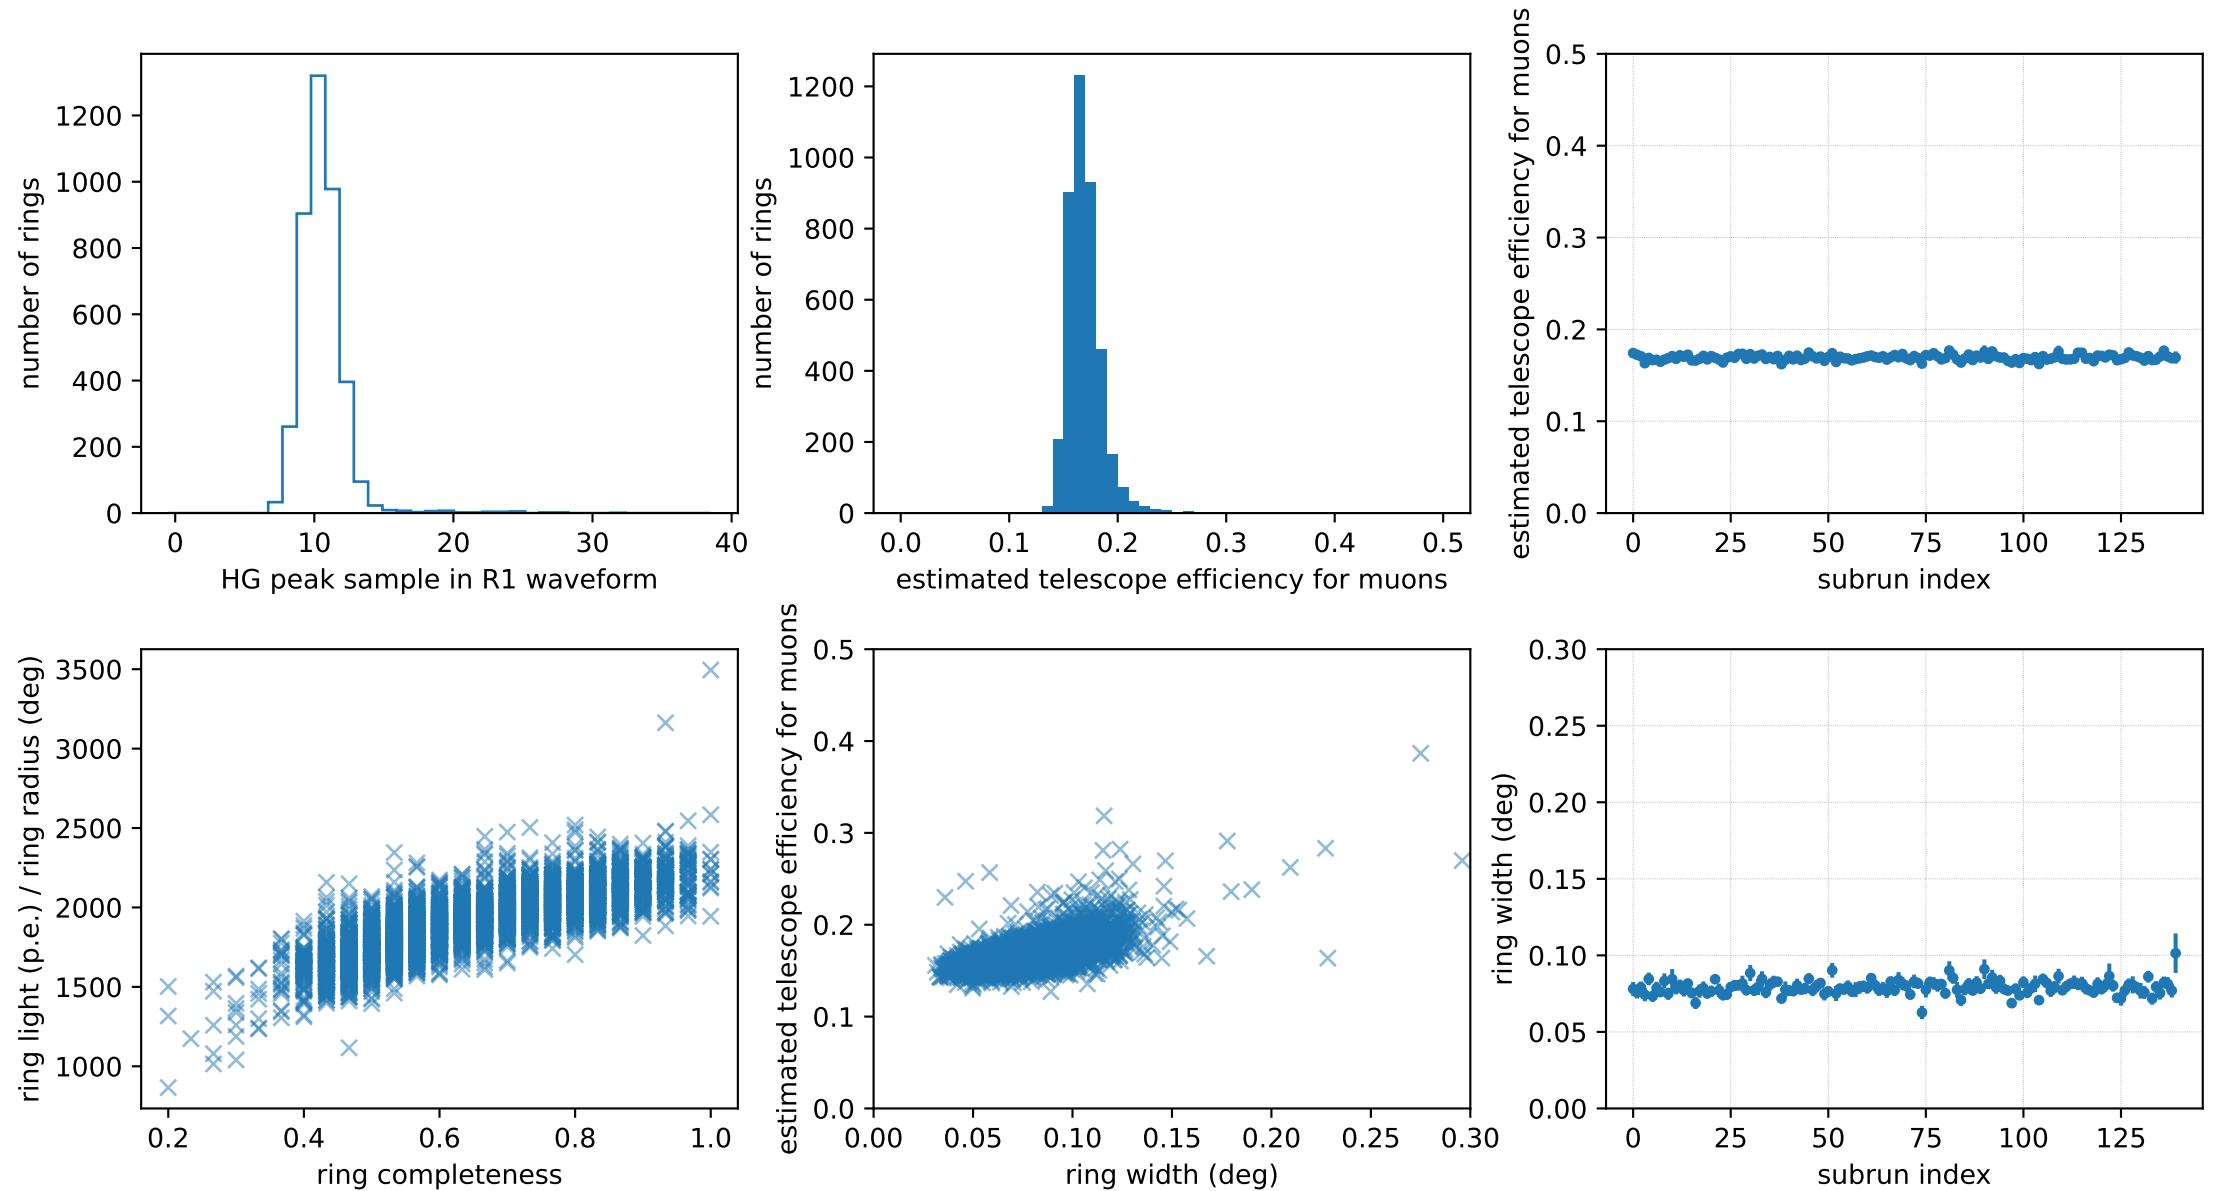 number of rings
0
200
400
600
800
1000
1200
0 10 20 30 40
HG peak sample in R1 waveform
number of rings
0
200
400
600
800
1000
1200
0.0 0.1 0.2 0.3 0.4 0.5
estimated telescope efficiency for muons
estimated telescope efficiency for muons
0.5
0.4
0.3
0.2
0.1
0.0
0 25 50 75 100 125
subrun index
ring light (p.e.) / ring radius (deg)
3500
3000
2500
2000
1500
1000
0.2 0.4 0.6 0.8 1.0
ring completeness
estimated telescope efficiency for muons
0.5
0.4
0.3
0.2
0.1
0.0
0.00 0.05 0.10 0.15 0.20 0.25 0.30
ring width (deg)
ring width (deg)
0.30
0.25
0.20
0.15
0.10
0.05
0.00
0 25 50 75 100 125
subrun index